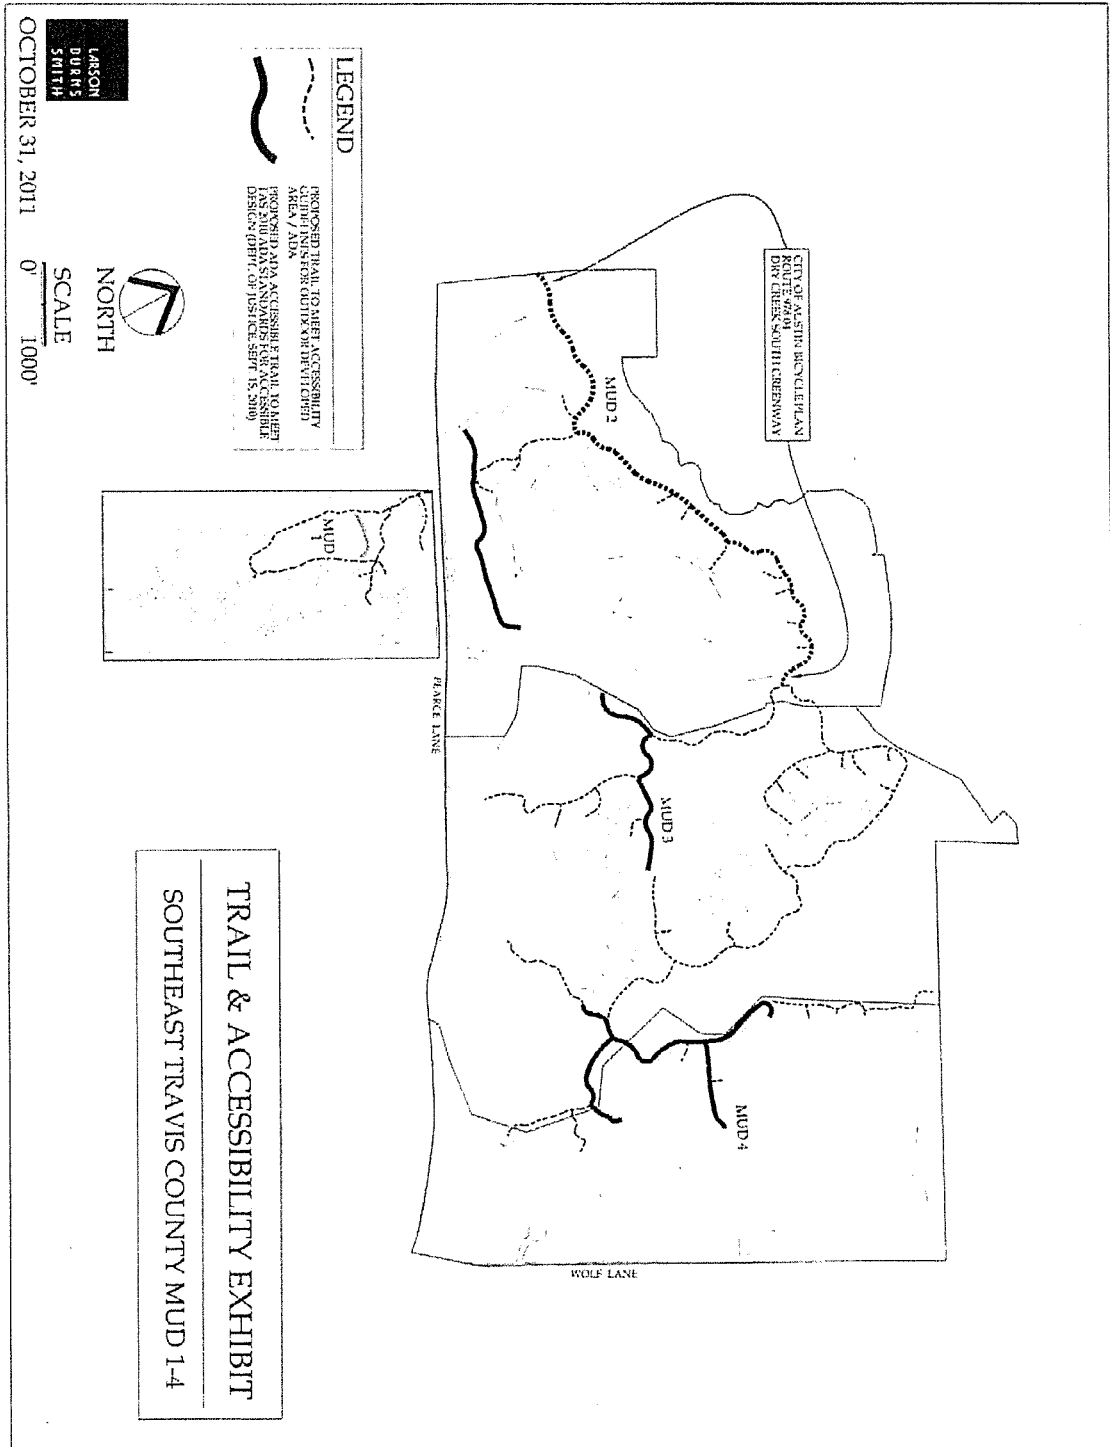 TRAIL & ACCESSIBILITY EXHIBIT
SOUTHEAST TRAVIS COUNTY MUD 1-4
CITY OF AUSTIN BICYCLE PLAN
ROUTE
DRY CREEK SOUTH GREENWAY
MUD 2
MUD 3
MUD 4
MUD
1
PEARCE LANE
WOLF LANE
LEGEND
PROPOSED TRAIL TO MEET ACCESSIBILITY
GUIDELINES FOR OUTDOOR DEVELOPED
AREA / ADA
PROPOSED ADA ACCESSIBLE TRAIL TO MEET
TAS 2010 ADA STANDARDS FOR ACCESSIBLE
DESIGN (DEPT. OF JUSTICE SEPT 15, 2010)
NORTH
SCALE
0' 1000'
LARSON
BURNS
SMITH
OCTOBER 31, 2011